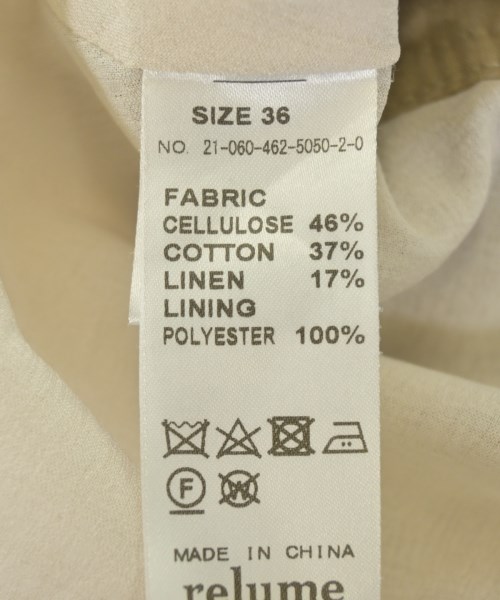 SIZE 36
NO. 21-060-462-5050-2-0
FABRIC
CELLULOSE 46%
COTTON 37%
LINEN 17%
LINING
POLYESTER 100%
F W
MADE IN CHINA
relume